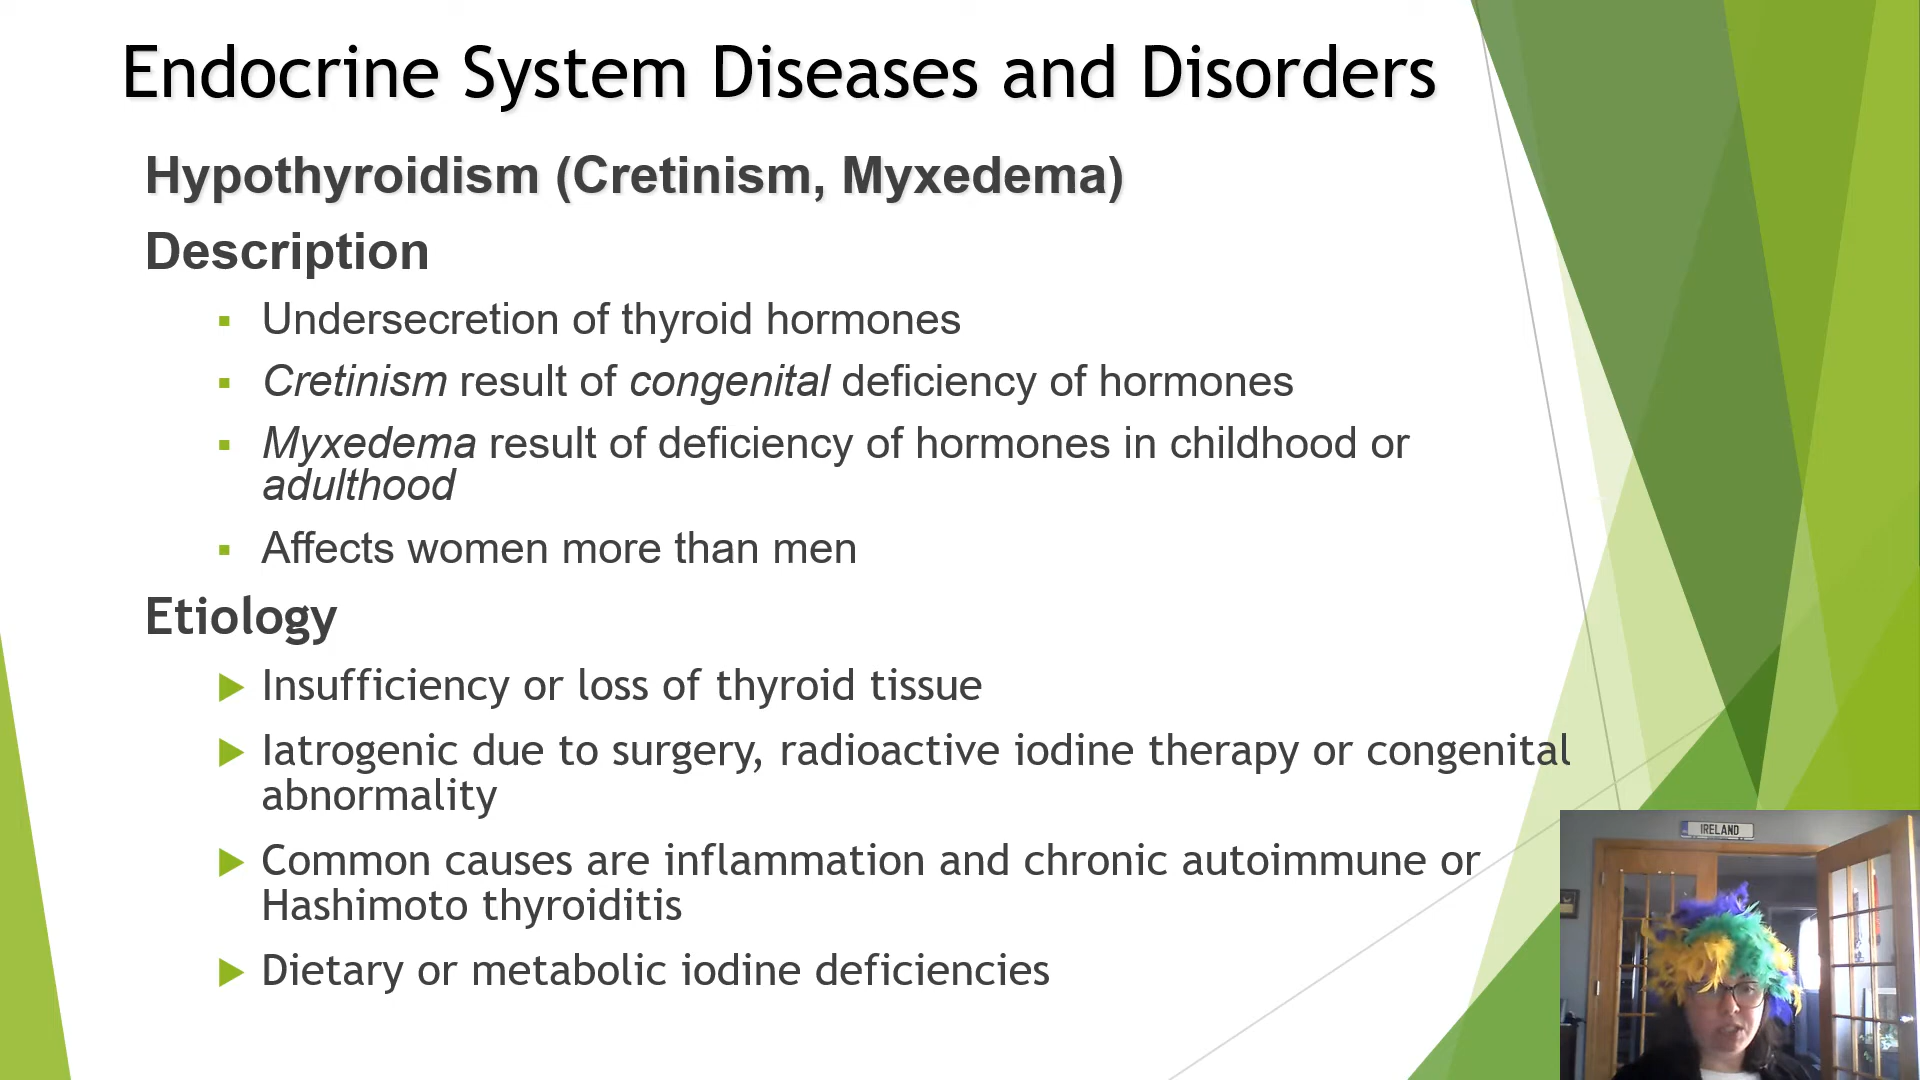 Endocrine System Diseases and Disorders
Hypothyroidism (Cretinism, Myxedema)
Description
Undersecretion of thyroid hormones
Cretinism result of congenital deficiency of hormones
Myxedema result of deficiency of hormones in childhood or
adulthood
Affects women more than men
Etiology
Insufficiency or loss of thyroid tissue
Iatrogenic due to surgery, radioactive iodine therapy or congenital
abnormality
Common causes are inflammation and chronic autoimmune or
Hashimoto thyroiditis
Dietary or metabolic iodine deficiencies
IRELAND